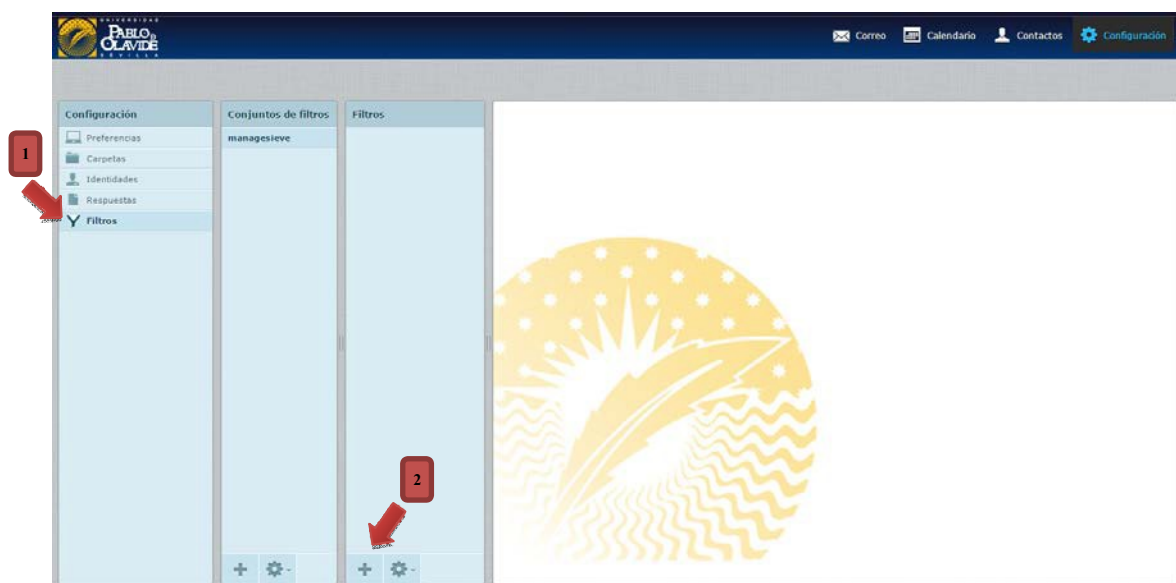 UNIVERSIDAD
PABLO DE
OLAVIDE
SEVILLA
Correo
Calendario
Contactos
Configuración
Configuración
Conjuntos de filtros
Filtros
Preferencias
managesieve
1
Carpetas
Identidades
Respuestas
Filtros
2